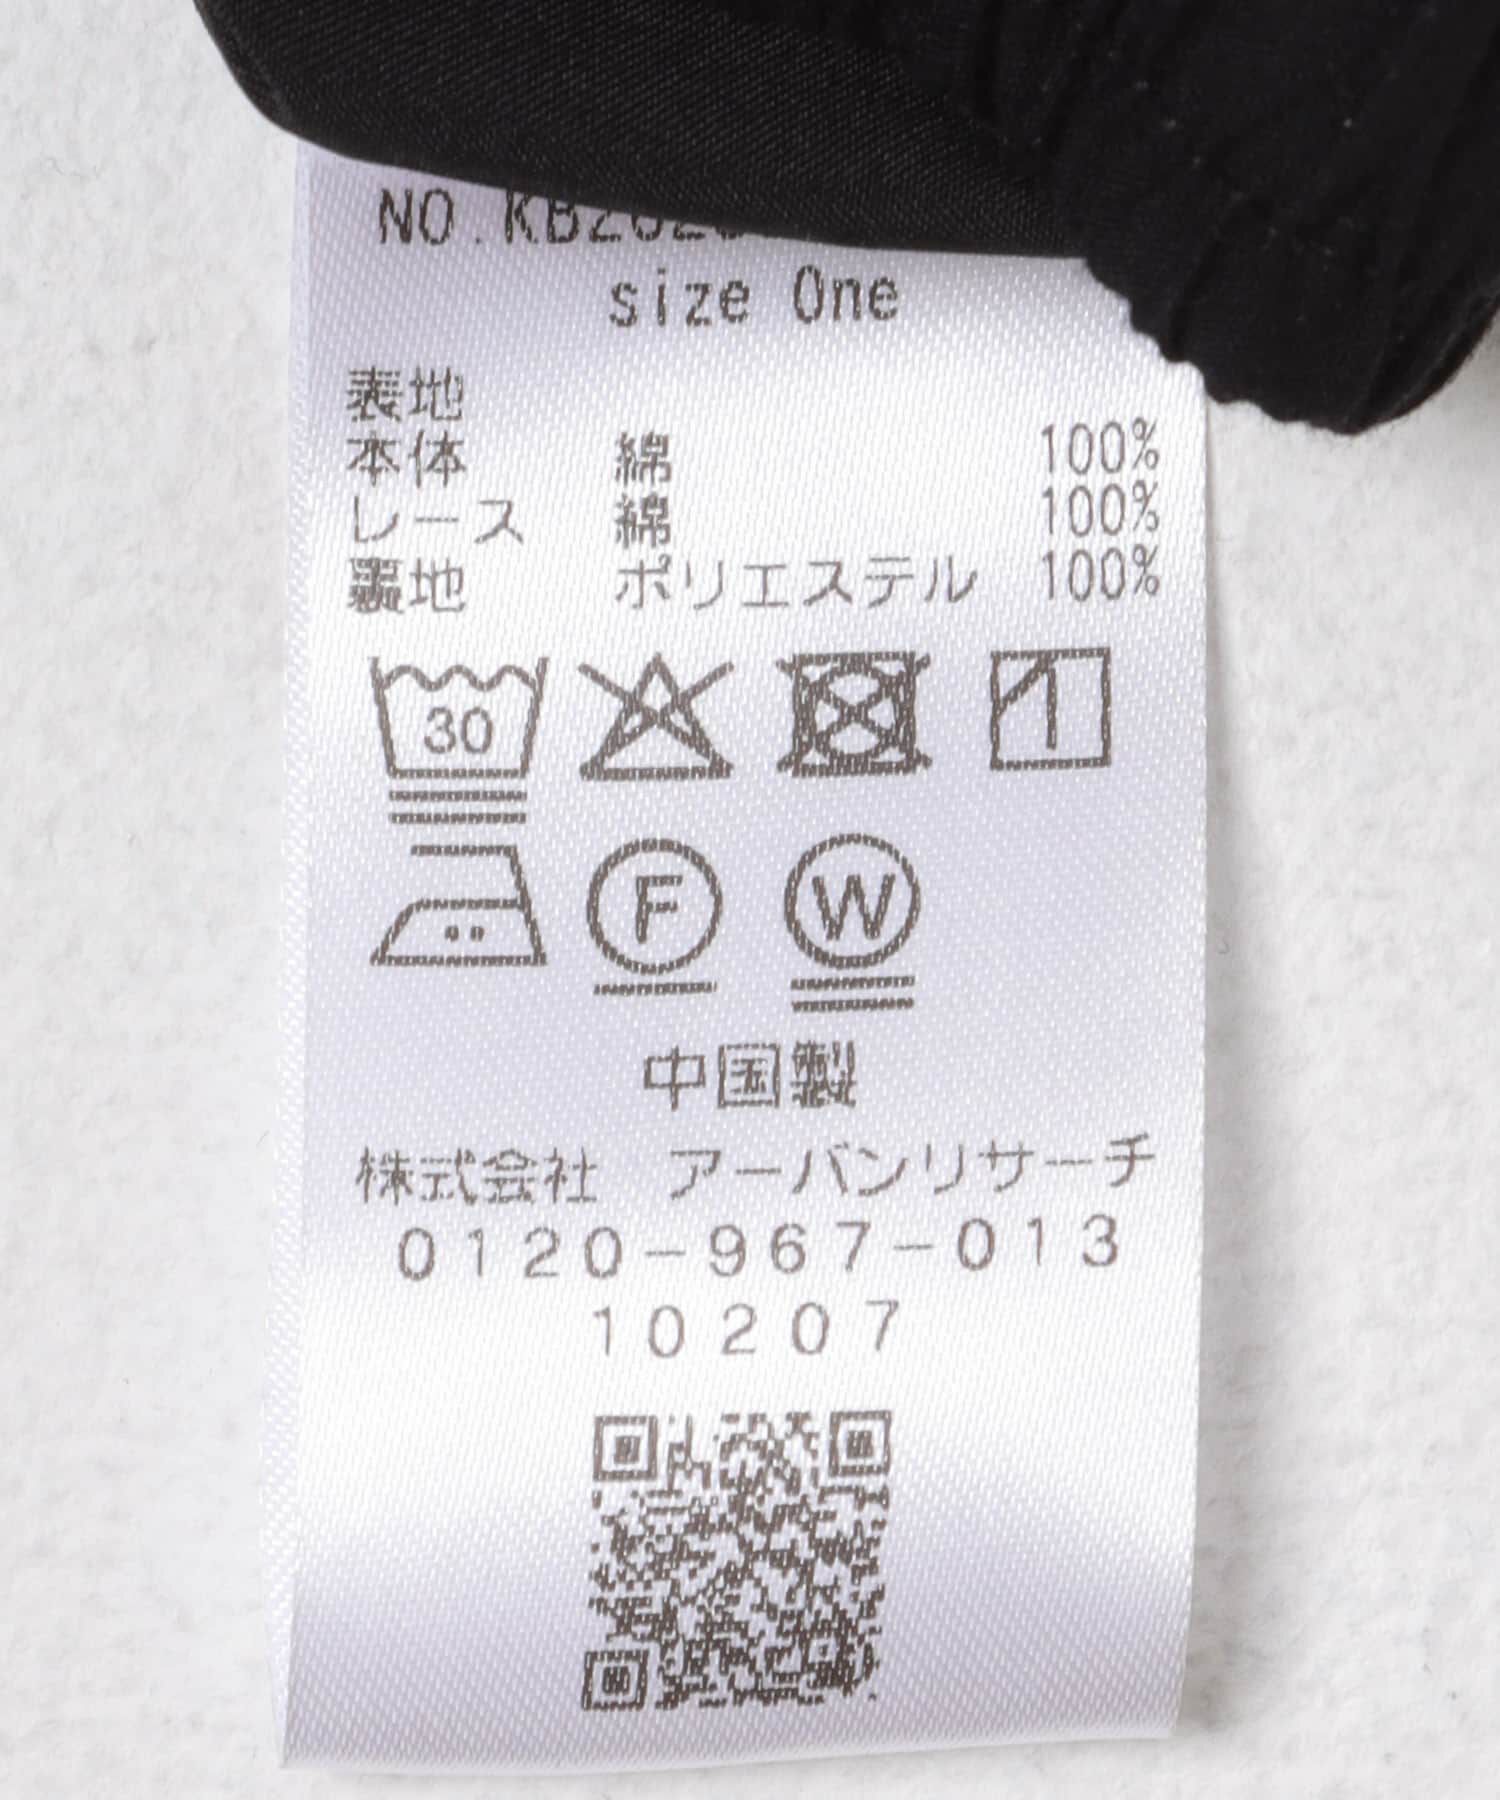 NO.KB262
size One
表地
本体 綿 100%
レース 綿 100%
裏地 ポリエステル 100%
30
F W
中国製
株式会社 アーバンリサーチ
0120-967-013
10207